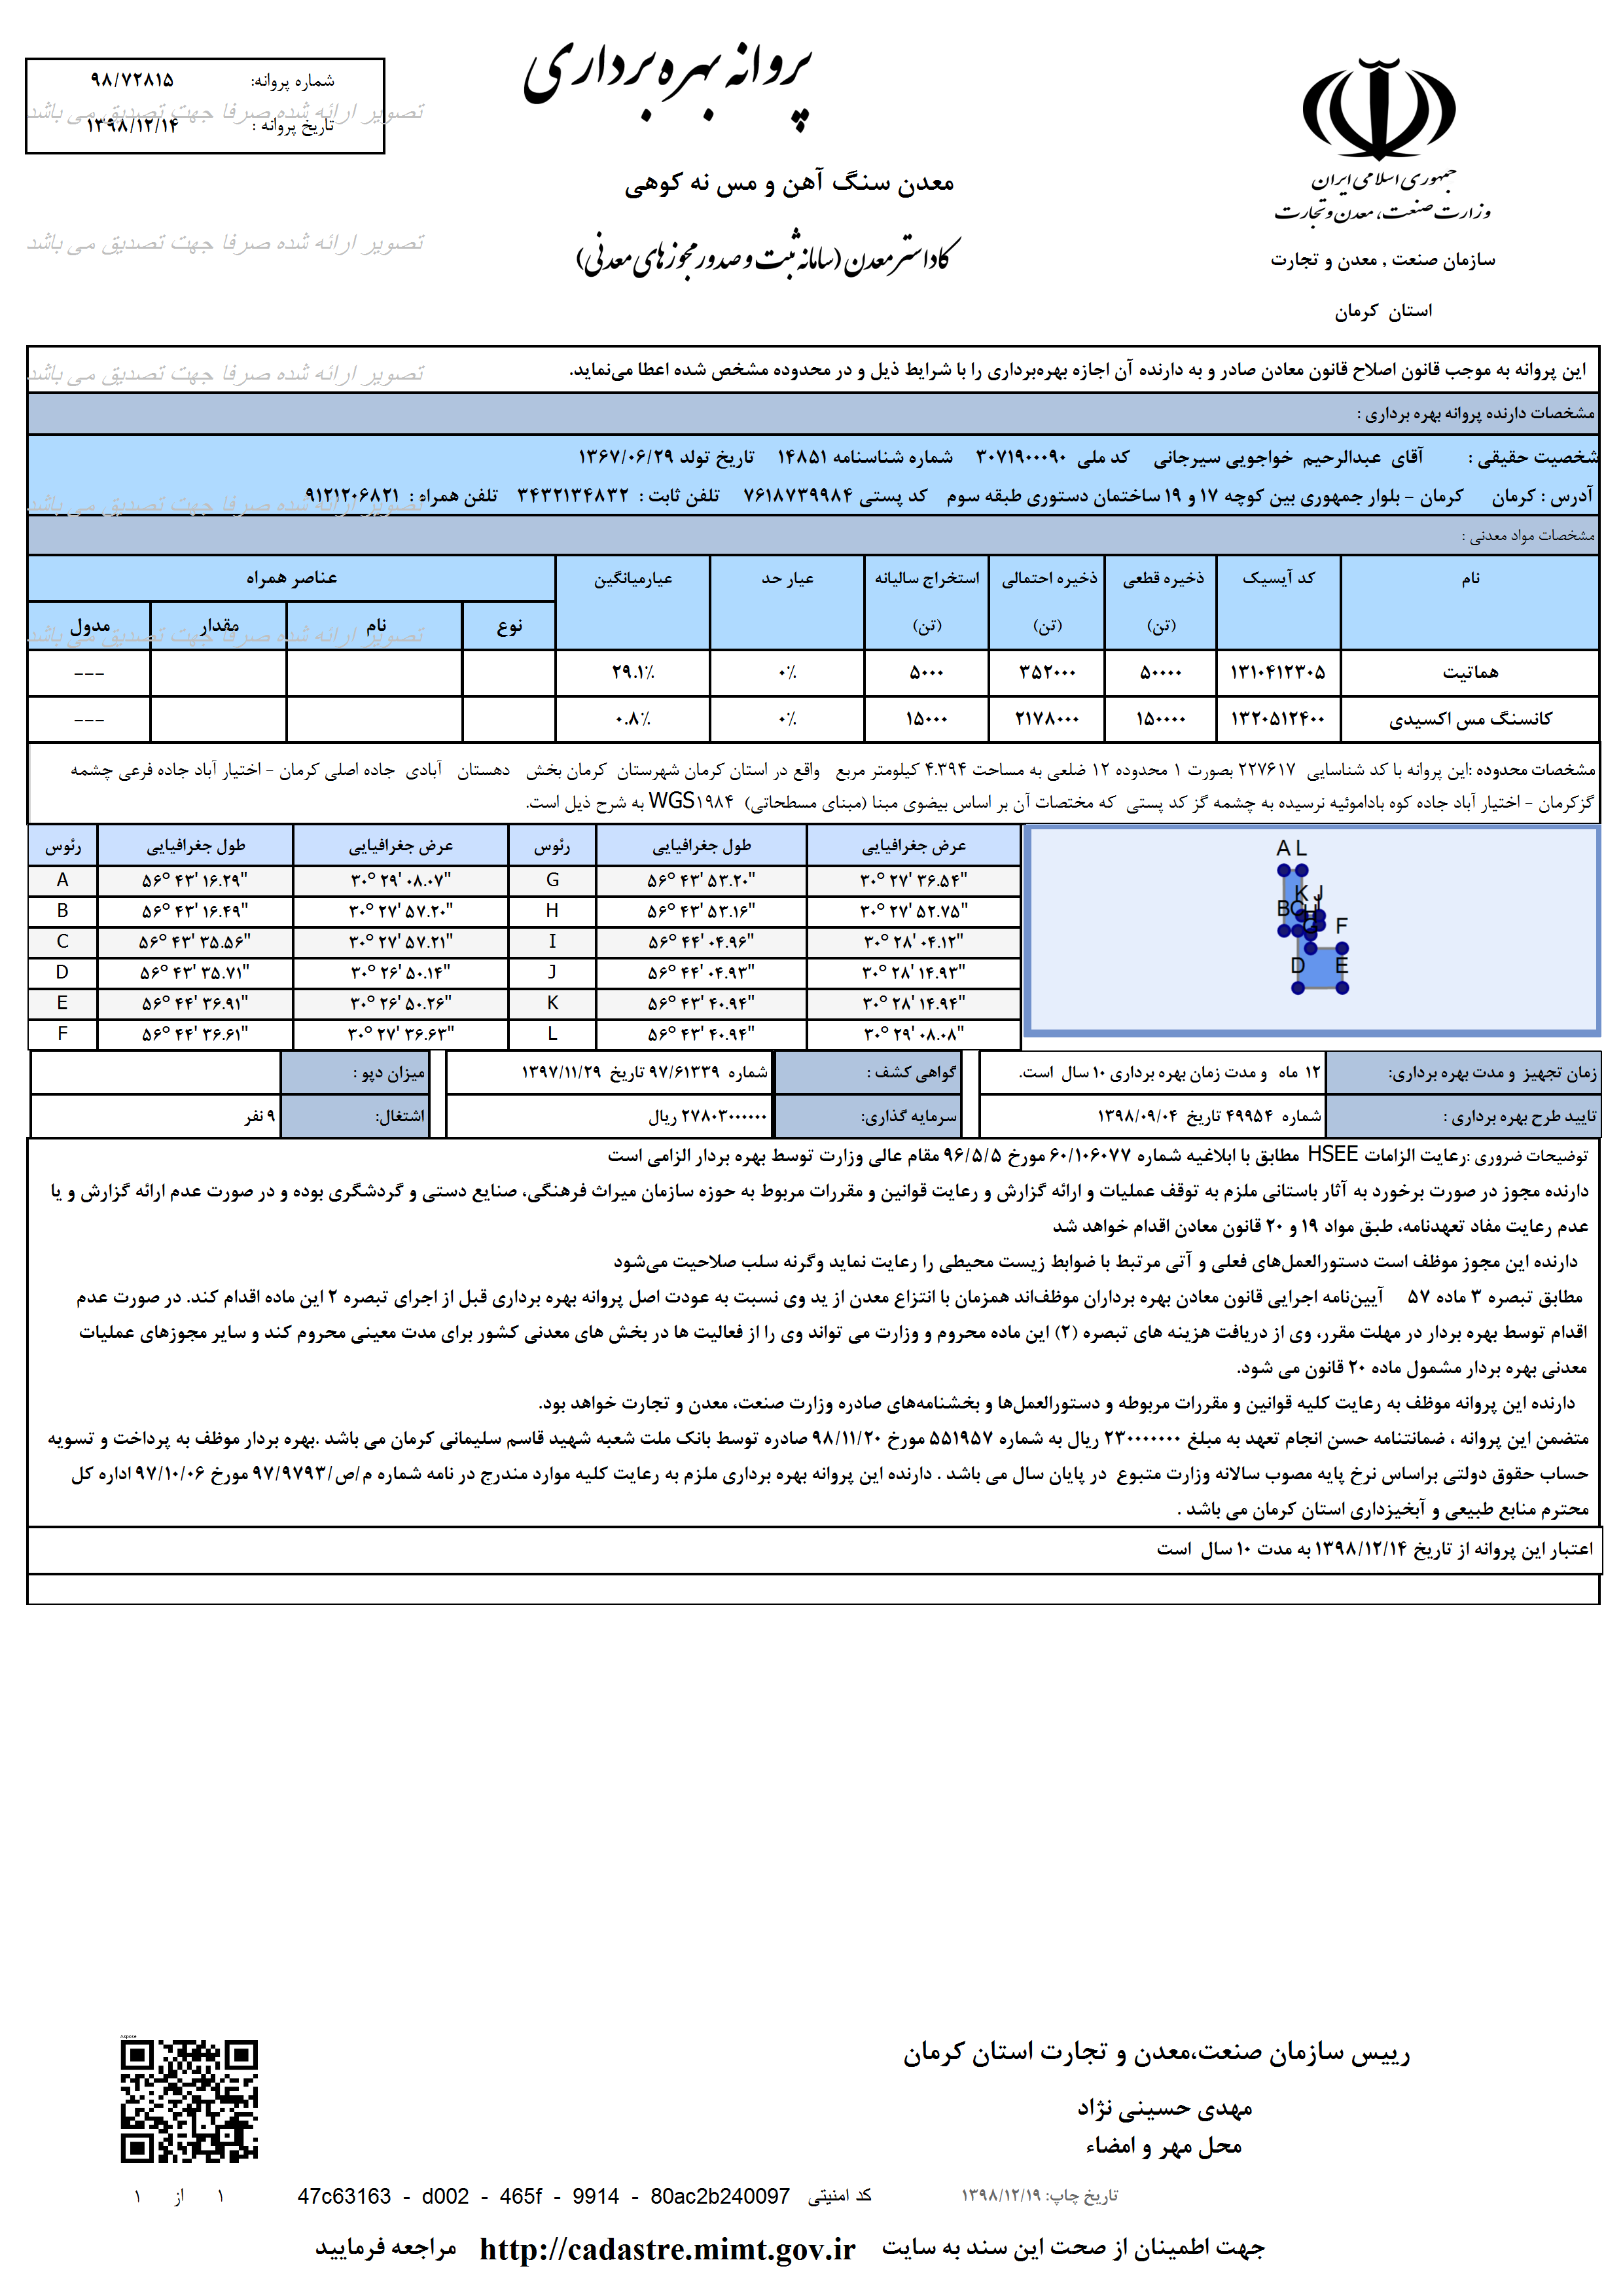 پروانه بهره برداری
معدن سنگ آهن و مس نه کوهی
کاداستر معدن (سامانه ثبت و صدور مجوزهای معدنی)
جمهوری اسلامی ایران
وزارت صنعت، معدن و تجارت
سازمان صنعت , معدن و تجارت
استان کرمان
شماره پروانه: ۹۸/۷۲۸۱۵
تصویر ارائه شده صرفا جهت تصدیق می باشد
تاریخ پروانه : ۱۳۹۸/۱۲/۱۴
تصویر ارائه شده صرفا جهت تصدیق می باشد
تصویر ارائه شده صرفا جهت تصدیق می باشد
این پروانه به موجب قانون اصلاح قانون معادن صادر و به دارنده آن اجازه بهره‌برداری را با شرایط ذیل و در محدوده مشخص شده اعطا می‌نماید.
مشخصات دارنده پروانه بهره برداری :
شخصیت حقیقی : آقای عبدالرحیم خواجویی سیرجانی کد ملی ۳۰۷۱۹۰۰۰۹۰ شماره شناسنامه ۱۴۸۵۱ تاریخ تولد ۱۳۶۷/۰۶/۲۹
آدرس : کرمان کرمان - بلوار جمهوری بین کوچه ۱۷ و ۱۹ ساختمان دستوری طبقه سوم کد پستی ۷۶۱۸۷۳۹۹۸۴ تلفن ثابت : ۳۴۳۲۱۳۴۸۳۲ تلفن همراه : ۹۱۲۱۲۰۶۸۲۱
تصویر ارائه شده صرفا جهت تصدیق می باشد
مشخصات مواد معدنی :
نام کد آیسیک ذخیره قطعی (تن) ذخیره احتمالی (تن) استخراج سالیانه (تن) عیار حد عیارمیانگین عناصر همراه
نوع نام مقدار مدول
تصویر ارائه شده صرفا جهت تصدیق می باشد
هماتیت ۱۳۱۰۴۱۲۳۰۵ ۵۰۰۰۰ ۳۵۲۰۰۰ ۵۰۰۰ ۰% ۲۹.۱% ---
کانسنگ مس اکسیدی ۱۳۲۰۵۱۲۴۰۰ ۱۵۰۰۰۰ ۲۱۷۸۰۰۰ ۱۵۰۰۰ ۰% ۰.۸% ---
مشخصات محدوده :این پروانه با کد شناسایی ۲۲۷۶۱۷ بصورت ۱ محدوده ۱۲ ضلعی به مساحت ۴.۳۹۴ کیلومتر مربع واقع در استان کرمان شهرستان کرمان بخش دهستان آبادی جاده اصلی کرمان - اختیار آباد جاده فرعی چشمه
گزکرمان - اختیار آباد جاده کوه باداموئیه نرسیده به چشمه گز کد پستی که مختصات آن بر اساس بیضوی مبنا (مبنای مسطحاتی) WGS۱۹۸۴ به شرح ذیل است.
رئوس طول جغرافیایی عرض جغرافیایی رئوس طول جغرافیایی عرض جغرافیایی
A ۵۶° ۴۳' ۱۶.۲۹" ۳۰° ۲۹' ۰۸.۰۷" G ۵۶° ۴۳' ۵۳.۲۰" ۳۰° ۲۷' ۳۶.۵۴"
B ۵۶° ۴۳' ۱۶.۴۹" ۳۰° ۲۷' ۵۷.۲۰" H ۵۶° ۴۳' ۵۳.۱۶" ۳۰° ۲۷' ۵۲.۷۵"
C ۵۶° ۴۳' ۳۵.۵۶" ۳۰° ۲۷' ۵۷.۲۱" I ۵۶° ۴۴' ۰۴.۹۶" ۳۰° ۲۸' ۰۴.۱۲"
D ۵۶° ۴۳' ۳۵.۷۱" ۳۰° ۲۶' ۵۰.۱۴" J ۵۶° ۴۴' ۰۴.۹۳" ۳۰° ۲۸' ۱۴.۹۳"
E ۵۶° ۴۴' ۳۶.۹۱" ۳۰° ۲۶' ۵۰.۲۶" K ۵۶° ۴۳' ۴۰.۹۴" ۳۰° ۲۸' ۱۴.۹۴"
F ۵۶° ۴۴' ۳۶.۶۱" ۳۰° ۲۷' ۳۶.۶۳" L ۵۶° ۴۳' ۴۰.۹۴" ۳۰° ۲۹' ۰۸.۰۸"
A L
K J
B C H I
G F
D E
زمان تجهیز و مدت بهره برداری: ۱۲ ماه و مدت زمان بهره برداری ۱۰ سال است. گواهی کشف : شماره ۹۷/۶۱۳۳۹ تاریخ ۱۳۹۷/۱۱/۲۹ میزان دپو :
تایید طرح بهره برداری : شماره ۴۹۹۵۴ تاریخ ۱۳۹۸/۰۹/۰۴ سرمایه گذاری: ۲۷۸۰۳۰۰۰۰۰۰ ریال اشتغال: ۹ نفر
توضیحات ضروری :رعایت الزامات HSEE مطابق با ابلاغیه شماره ۶۰/۱۰۶۰۷۷ مورخ ۹۶/۵/۵ مقام عالی وزارت توسط بهره بردار الزامی است
دارنده مجوز در صورت برخورد به آثار باستانی ملزم به توقف عملیات و ارائه گزارش و رعایت قوانین و مقررات مربوط به حوزه سازمان میراث فرهنگی، صنایع دستی و گردشگری بوده و در صورت عدم ارائه گزارش و یا
عدم رعایت مفاد تعهدنامه، طبق مواد ۱۹ و ۲۰ قانون معادن اقدام خواهد شد
دارنده این مجوز موظف است دستورالعمل‌های فعلی و آتی مرتبط با ضوابط زیست محیطی را رعایت نماید وگرنه سلب صلاحیت می‌شود
مطابق تبصره ۳ ماده ۵۷ آیین‌نامه اجرایی قانون معادن بهره برداران موظف‌اند همزمان با انتزاع معدن از ید وی نسبت به عودت اصل پروانه بهره برداری قبل از اجرای تبصره ۲ این ماده اقدام کند. در صورت عدم
اقدام توسط بهره بردار در مهلت مقرر، وی از دریافت هزینه های تبصره (۲) این ماده محروم و وزارت می تواند وی را از فعالیت ها در بخش های معدنی کشور برای مدت معینی محروم کند و سایر مجوزهای عملیات
معدنی بهره بردار مشمول ماده ۲۰ قانون می شود.
دارنده این پروانه موظف به رعایت کلیه قوانین و مقررات مربوطه و دستورالعمل‌ها و بخشنامه‌های صادره وزارت صنعت، معدن و تجارت خواهد بود.
متضمن این پروانه ، ضمانتنامه حسن انجام تعهد به مبلغ ۲۳۰۰۰۰۰۰۰ ریال به شماره ۵۵۱۹۵۷ مورخ ۹۸/۱۱/۲۰ صادره توسط بانک ملت شعبه شهید قاسم سلیمانی کرمان می باشد .بهره بردار موظف به پرداخت و تسویه
حساب حقوق دولتی براساس نرخ پایه مصوب سالانه وزارت متبوع در پایان سال می باشد . دارنده این پروانه بهره برداری ملزم به رعایت کلیه موارد مندرج در نامه شماره م/ص/۹۷/۹۷۹۳ مورخ ۹۷/۱۰/۰۶ اداره کل
محترم منابع طبیعی و آبخیزداری استان کرمان می باشد .
اعتبار این پروانه از تاریخ ۱۳۹۸/۱۲/۱۴ به مدت ۱۰ سال است
رییس سازمان صنعت،معدن و تجارت استان کرمان
مهدی حسینی نژاد
محل مهر و امضاء
تاریخ چاپ: ۱۳۹۸/۱۲/۱۹ کد امنیتی 47c63163 - d002 - 465f - 9914 - 80ac2b240097 ۱ از ۱
جهت اطمینان از صحت این سند به سایت http://cadastre.mimt.gov.ir مراجعه فرمایید